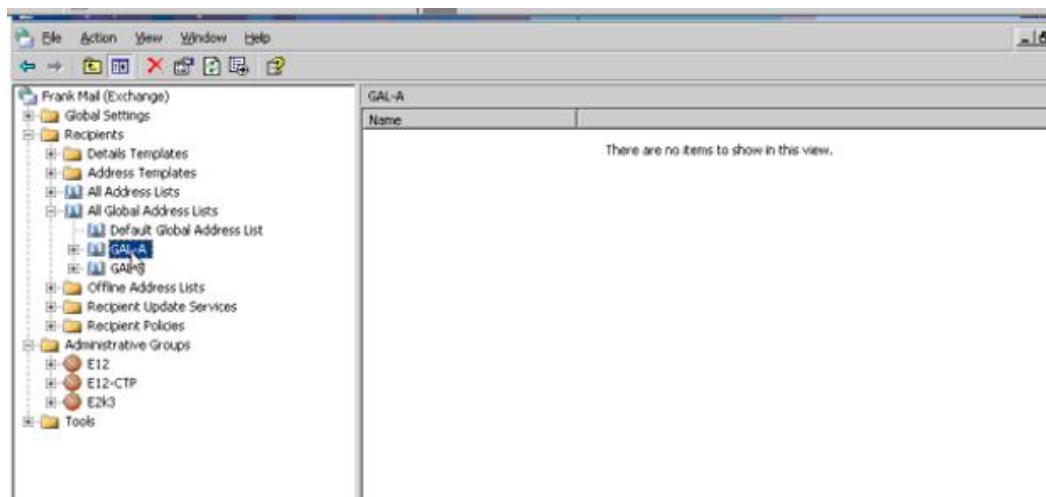 File Action View Window Help
Frank Mail (Exchange)
Global Settings
Recipients
Details Templates
Address Templates
All Address Lists
All Global Address Lists
Default Global Address List
GAL-A
GAL-B
Offline Address Lists
Recipient Update Services
Recipient Policies
Administrative Groups
E12
E12-CTP
E2k3
Tools
GAL-A
Name
There are no items to show in this view.